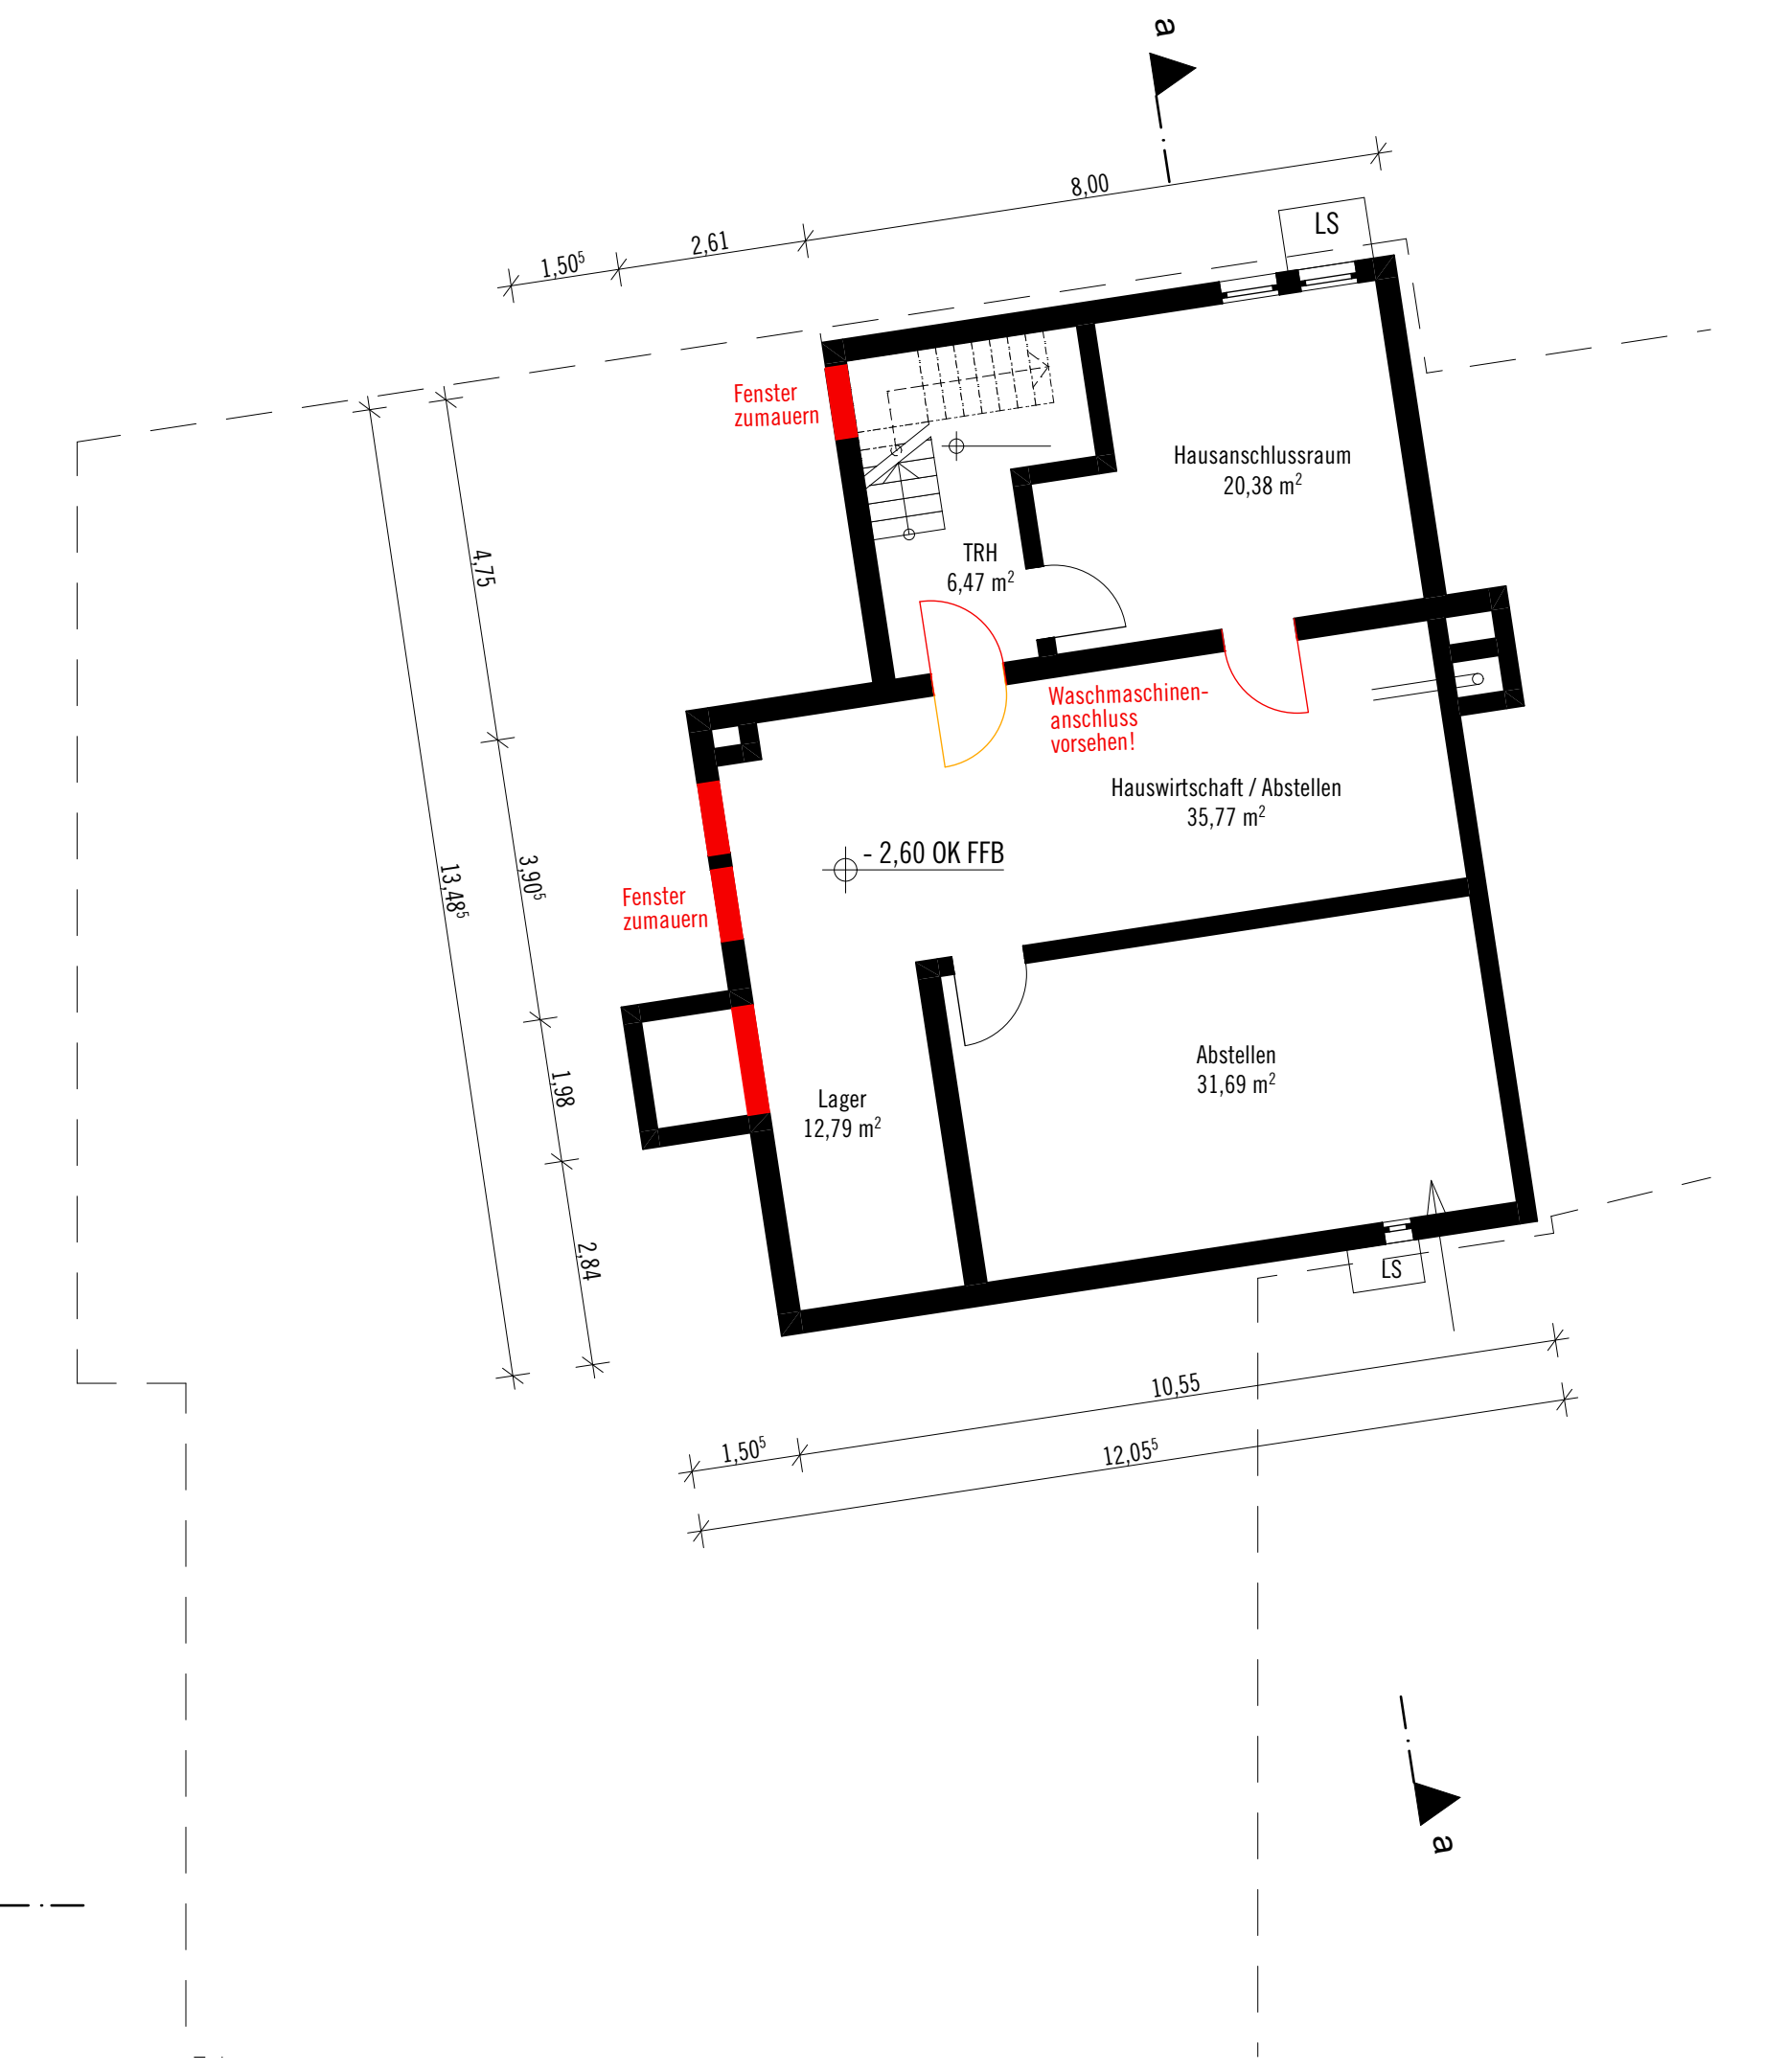 a
8,00
2,61
1,50⁵
LS
Fenster
zumauern
Hausanschlussraum
20,38 m²
4,75
TRH
6,47 m²
Waschmaschinen-
anschluss
vorsehen!
Hauswirtschaft / Abstellen
35,77 m²
- 2,60 OK FFB
13,48⁵
3,90⁵
Fenster
zumauern
Abstellen
31,69 m²
Lager
12,79 m²
1,98
2,84
LS
10,55
1,50⁵
12,05⁵
a